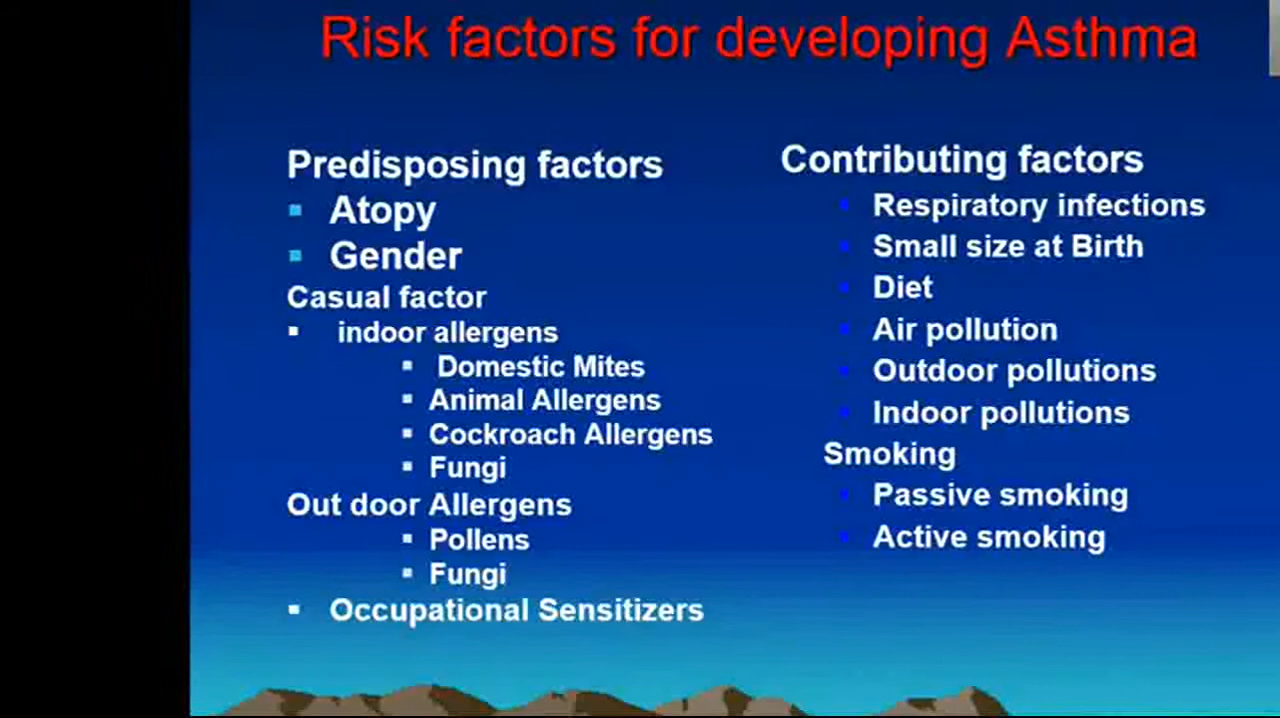 Risk factors for developing Asthma
Predisposing factors
Atopy
Gender
Casual factor
indoor allergens
Domestic Mites
Animal Allergens
Cockroach Allergens
Fungi
Out door Allergens
Pollens
Fungi
Occupational Sensitizers
Contributing factors
Respiratory infections
Small size at Birth
Diet
Air pollution
Outdoor pollutions
Indoor pollutions
Smoking
Passive smoking
Active smoking